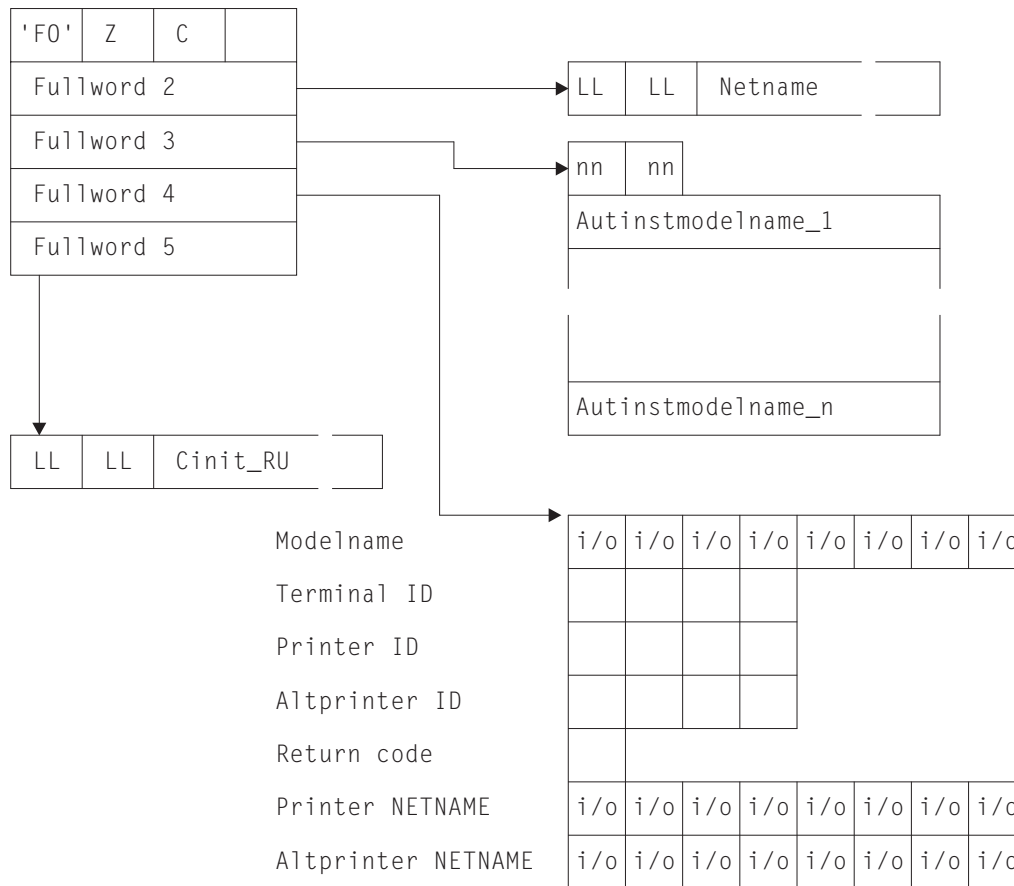 'F0' Z C
Fullword 2
LL LL Netname
Fullword 3
nn nn
Fullword 4
Autinstmodelname_1
Fullword 5
Autinstmodelname_n
LL LL Cinit_RU
Modelname i/o i/o i/o i/o i/o i/o i/o i/o
Terminal ID
Printer ID
Altprinter ID
Return code
Printer NETNAME i/o i/o i/o i/o i/o i/o i/o i/o
Altprinter NETNAME i/o i/o i/o i/o i/o i/o i/o i/o